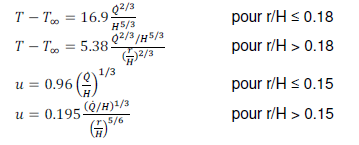 T − T∞ = 16.9 Q̇^2/3 / H^5/3 pour r/H ≤ 0.18
T − T∞ = 5.38 (Q̇^2/3/H^5/3) / (r/H)^2/3 pour r/H > 0.18
u = 0.96 (Q̇/H)^1/3 pour r/H ≤ 0.15
u = 0.195 (Q̇/H)^1/3 / (r/H)^5/6 pour r/H > 0.15